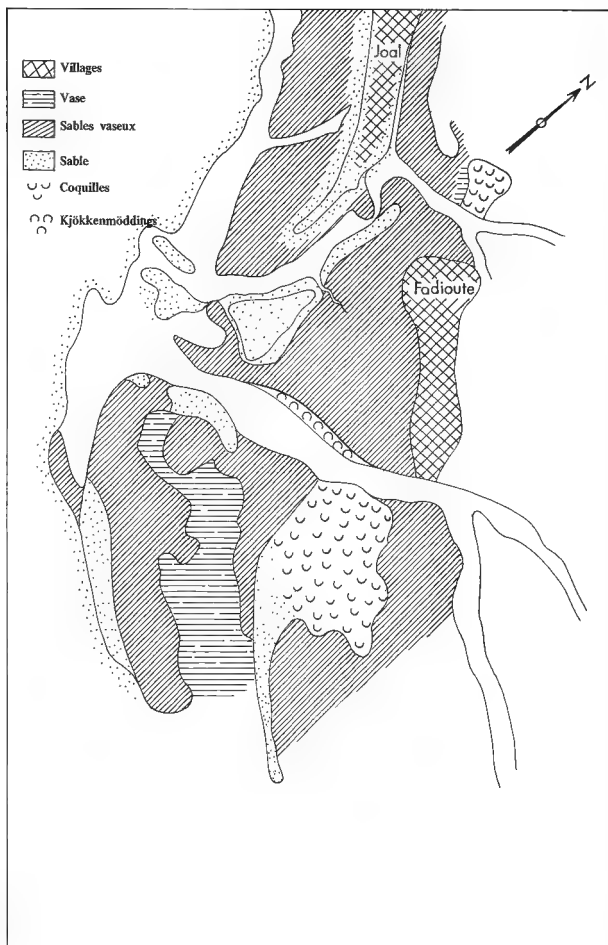 Joal
Villages
Vase
Sables vaseux
Sable
Coquilles
Kjökkenmöddings
N
Fadioute